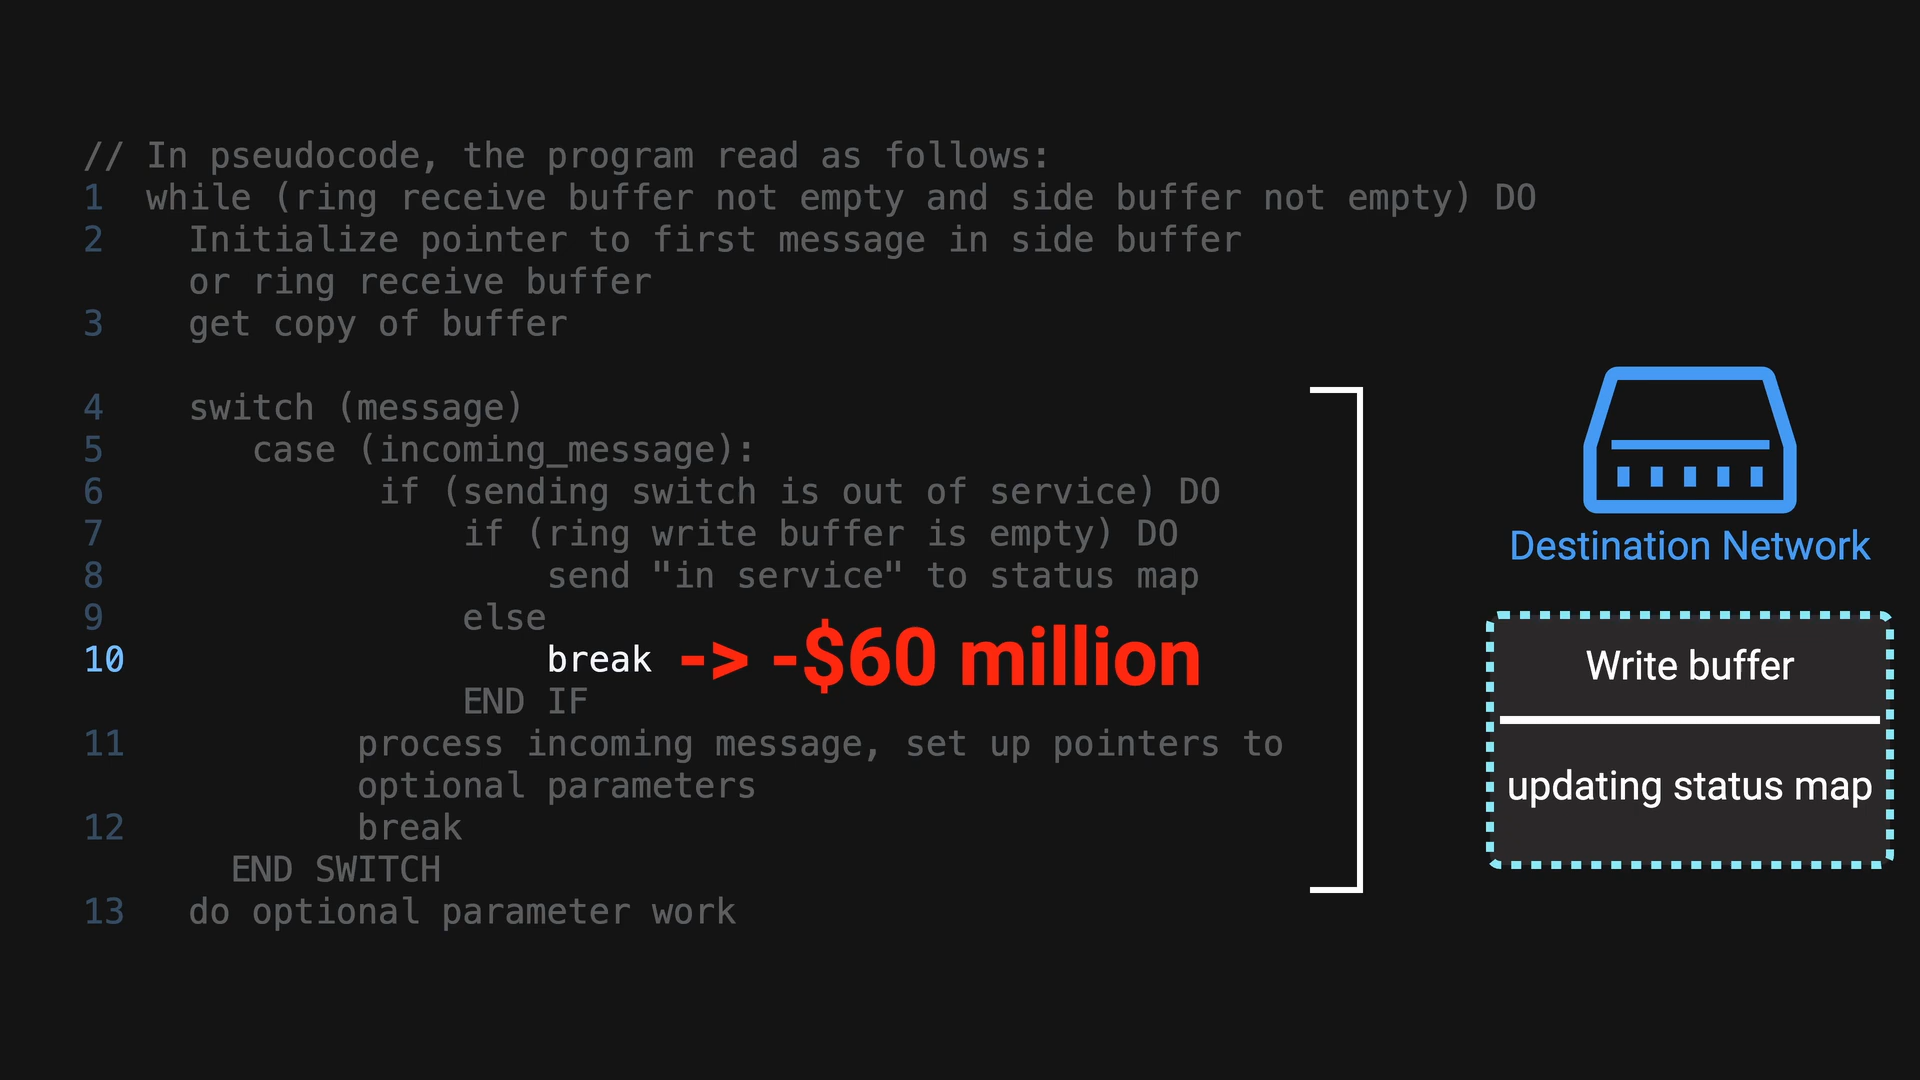 // In pseudocode, the program read as follows:
1 while (ring receive buffer not empty and side buffer not empty) DO
2 Initialize pointer to first message in side buffer
or ring receive buffer
3 get copy of buffer
4 switch (message)
5 case (incoming_message):
6 if (sending switch is out of service) DO
7 if (ring write buffer is empty) DO
8 send "in service" to status map
9 else
10 break -> -$60 million
END IF
11 process incoming message, set up pointers to
optional parameters
12 break
END SWITCH
13 do optional parameter work
Destination Network
Write buffer
updating status map